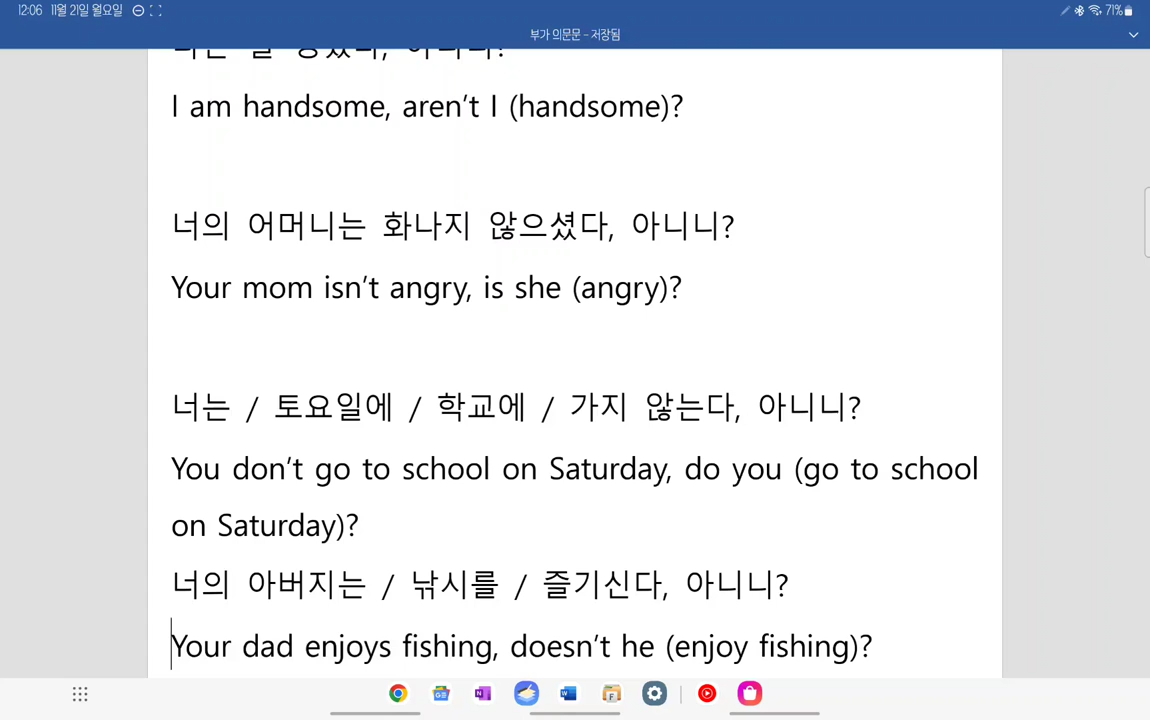 12:06 11월 21일 월요일
71%
부가 의문문 – 저장됨
I am handsome, aren't I (handsome)?
너의 어머니는 화나지 않으셨다, 아니니?
Your mom isn't angry, is she (angry)?
너는 / 토요일에 / 학교에 / 가지 않는다, 아니니?
You don't go to school on Saturday, do you (go to school
on Saturday)?
너의 아버지는 / 낚시를 / 즐기신다, 아니니?
Your dad enjoys fishing, doesn't he (enjoy fishing)?